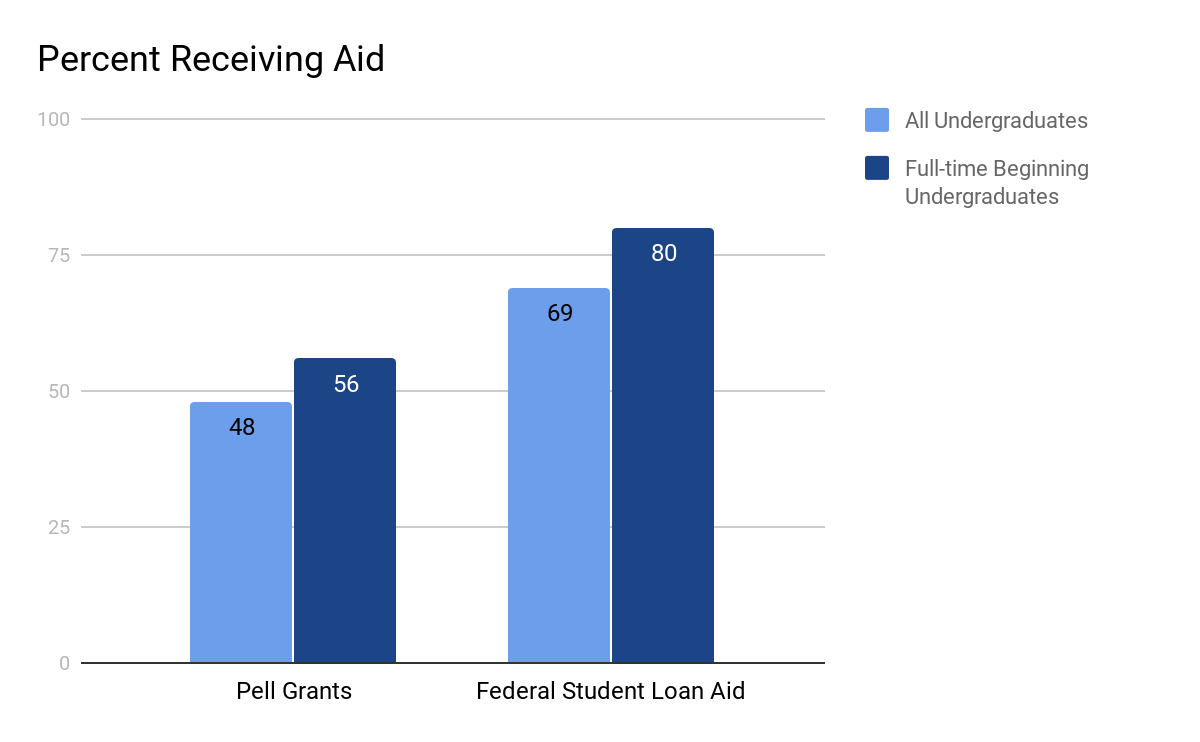 Percent Receiving Aid
100
75
50
25
0
48
56
69
80
Pell Grants
Federal Student Loan Aid
All Undergraduates
Full-time Beginning
Undergraduates